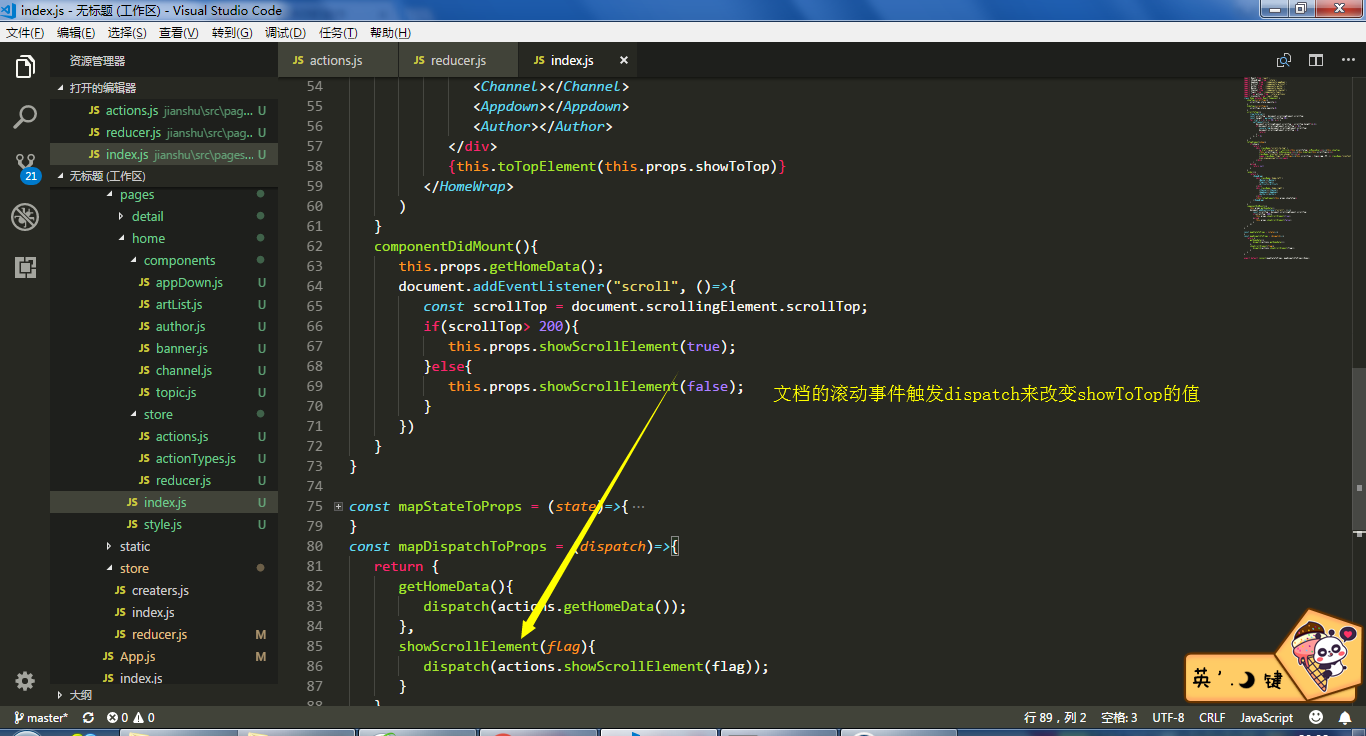 index.js - 无标题 (工作区) - Visual Studio Code
文件(F) 编辑(E) 选择(S) 查看(V) 转到(G) 调试(D) 任务(T) 帮助(H)
资源管理器
JS actions.js
JS reducer.js
JS index.js ×
打开的编辑器
JS actions.js jianshu\src\pag... U
JS reducer.js jianshu\src\pag... U
JS index.js jianshu\src\pages... U
21
无标题 (工作区)
pages
detail
home
components
JS appDown.js U
JS artList.js U
JS author.js U
JS banner.js U
JS channel.js U
JS topic.js U
store
JS actions.js U
JS actionTypes.js U
JS reducer.js U
JS index.js U
JS style.js U
static
store
JS creaters.js
JS index.js
JS reducer.js M
JS App.js M
JS index.js
大纲
54 <Channel></Channel>
55 <Appdown></Appdown>
56 <Author></Author>
57 </div>
58 {this.toTopElement(this.props.showToTop)}
59 </HomeWrap>
60 )
61 }
62 componentDidMount(){
63 this.props.getHomeData();
64 document.addEventListener("scroll", ()=>{
65 const scrollTop = document.scrollingElement.scrollTop;
66 if(scrollTop> 200){
67 this.props.showScrollElement(true);
68 }else{
69 this.props.showScrollElement(false);
文档的滚动事件触发dispatch来改变showToTop的值
70 }
71 })
72 }
73 }
74
75 const mapStateToProps = (state)=>{ ...
79 }
80 const mapDispatchToProps = (dispatch)=>{
81 return {
82 getHomeData(){
83 dispatch(actions.getHomeData());
84 },
85 showScrollElement(flag){
86 dispatch(actions.showScrollElement(flag));
87 }
88 }
英 ' . 键
master* 0 0
行 89，列 2 空格: 3 UTF-8 CRLF JavaScript